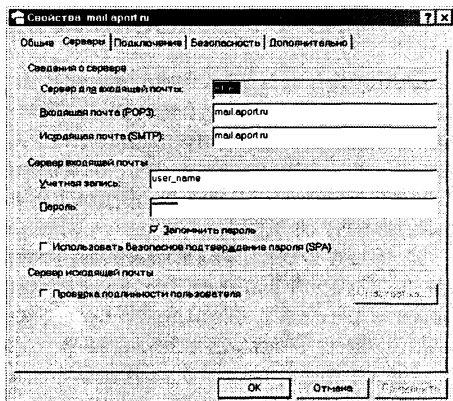 Свойства mail.aport.ru
Общие Серверы Подключение Безопасность Дополнительно
Сведения о сервере
Сервер для входящей почты:
Входящая почта (POP3): mail.aport.ru
Исходящая почта (SMTP): mail.aport.ru
Сервер входящей почты
Учетная запись: user_name
Пароль:
Запомнить пароль
Использовать безопасное подтверждение пароля (SPA)
Сервер исходящей почты
Проверка подлинности пользователя
OK Отмена Применить